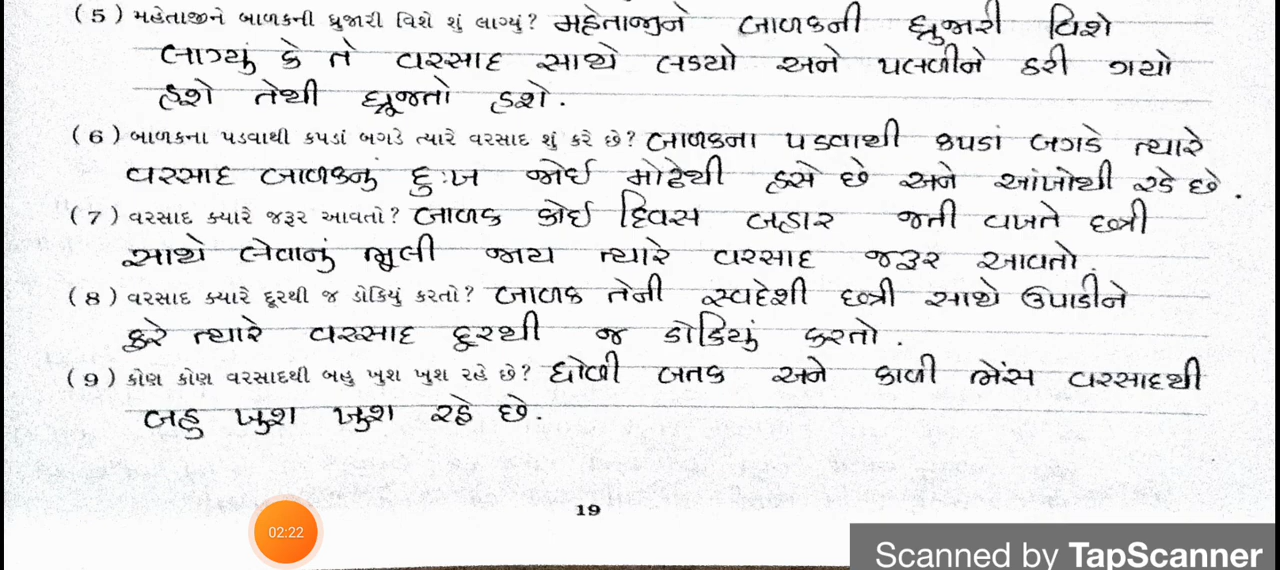 (5) મહેતાજીને બાળકની ધ્રુજારી વિશે શું લાગ્યું? મહેતાજીને બાળકની ધ્રુજારી વિશે
લાગ્યું કે તે વરસાદ સાથે લડયો અને પલળીને ઠરી ગયો
હશે તેથી ધ્રૂજતો હશે.
(6) બાળકના પડવાથી કપડાં બગડે ત્યારે વરસાદ શું કરે છે? બાળકના પડવાથી કપડાં બગડે ત્યારે
વરસાદ બાળકનું દુઃખ જોઈ મોઢેથી હસે છે અને આંખોથી રડે છે.
(7) વરસાદ ક્યારે જરૂર આવતો? બાળક કોઈ દિવસ બહાર જતી વખતે છત્રી
સાથે લેવાનું ભૂલી જાય ત્યારે વરસાદ જરૂર આવતો.
(8) વરસાદ ક્યારે દૂરથી જ ડોકિયું કરતો? બાળક તેની સ્વદેશી છત્રી સાથે ઉપાડીને
ફરે ત્યારે વરસાદ દૂરથી જ ડોકિયું કરતો.
(9) કોણ કોણ વરસાદથી બહુ ખુશ ખુશ રહે છે? ધોળી બતક અને કાળી ભેંસ વરસાદથી
બહુ ખુશ ખુશ રહે છે.
19
02:22
Scanned by TapScanner